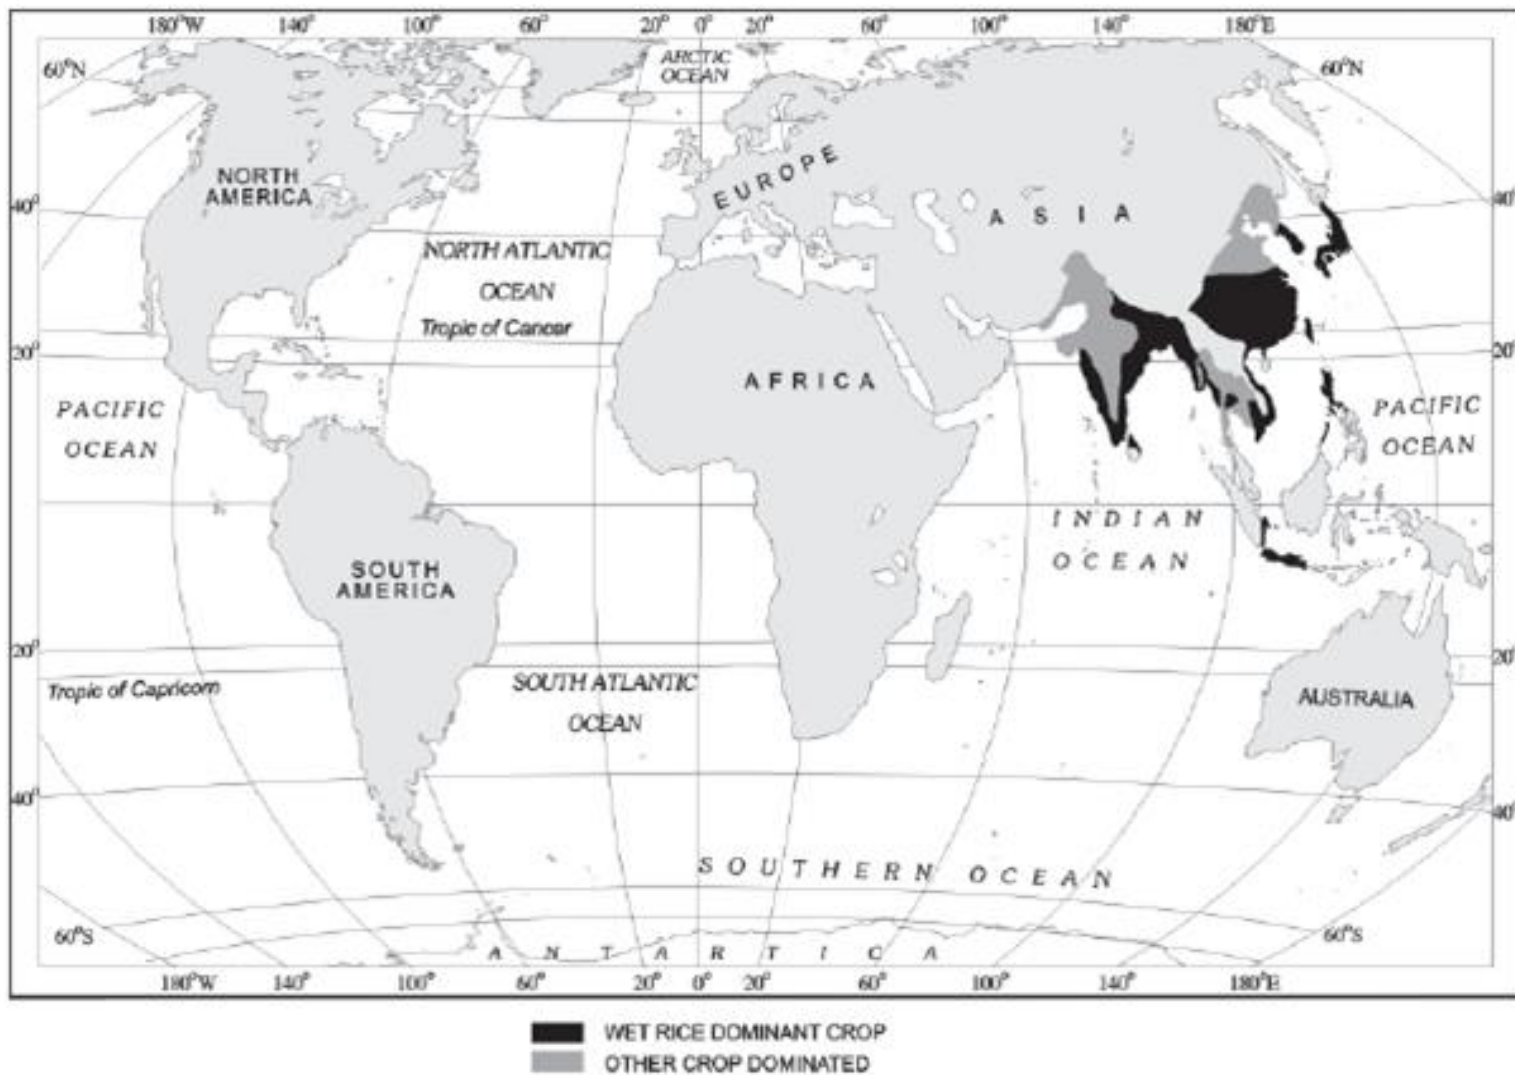 180°W 140° 100° 60° 20° 0° 20° 60° 100° 140° 180°E
ARCTIC
OCEAN
60°N
60°N
NORTH
AMERICA
EUROPE
ASIA
40°
40°
NORTH ATLANTIC
OCEAN
Tropic of Cancer
20°
20°
AFRICA
PACIFIC
OCEAN
PACIFIC
OCEAN
INDIAN
OCEAN
SOUTH
AMERICA
20°
20°
Tropic of Capricorn
SOUTH ATLANTIC
OCEAN
AUSTRALIA
40°
40°
SOUTHERN OCEAN
60°S
60°S
ANTARTICA
180°W 140° 100° 60° 20° 0° 20° 60° 100° 140° 180°E
WET RICE DOMINANT CROP
OTHER CROP DOMINATED